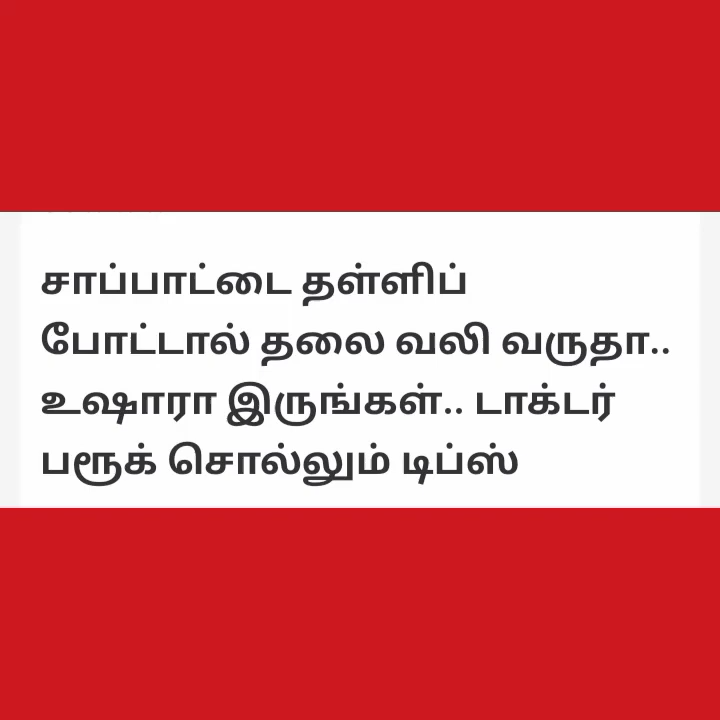 சாப்பாட்டை தள்ளிப்
போட்டால் தலை வலி வருதா..
உஷாரா இருங்கள்.. டாக்டர்
பரூக் சொல்லும் டிப்ஸ்